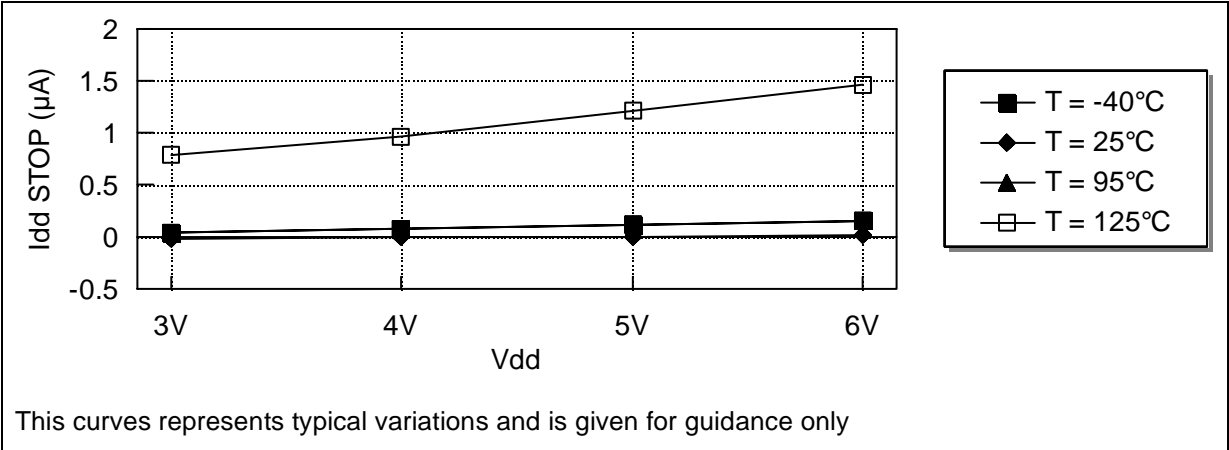 2
1.5
1
0.5
0
-0.5
Idd STOP (µA)
3V 4V 5V 6V
Vdd
T = -40°C
T = 25°C
T = 95°C
T = 125°C
This curves represents typical variations and is given for guidance only